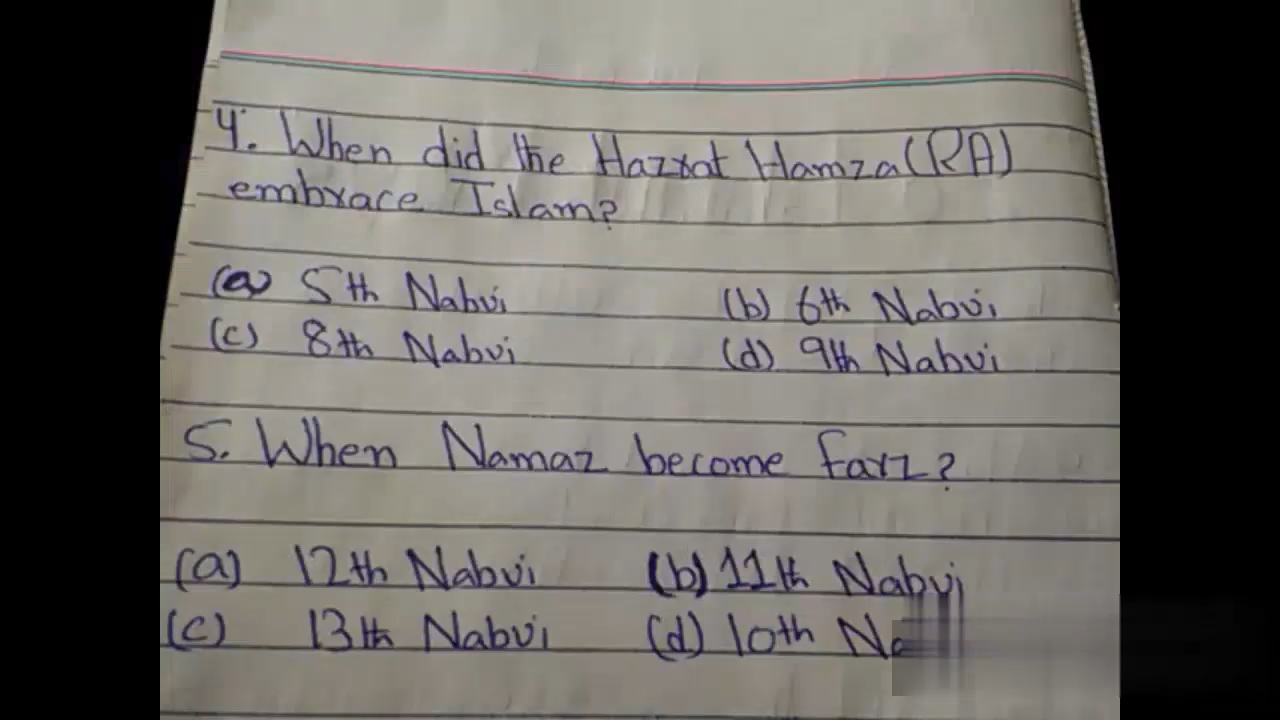 4. When did the Hazrat Hamza (RA)
embrace Islam?
(a) 5th Nabvi (b) 6th Nabvi
(c) 8th Nabvi (d) 9th Nabvi
5. When Namaz become farz?
(a) 12th Nabvi (b) 11th Nabvi
(c) 13th Nabvi (d) 10th